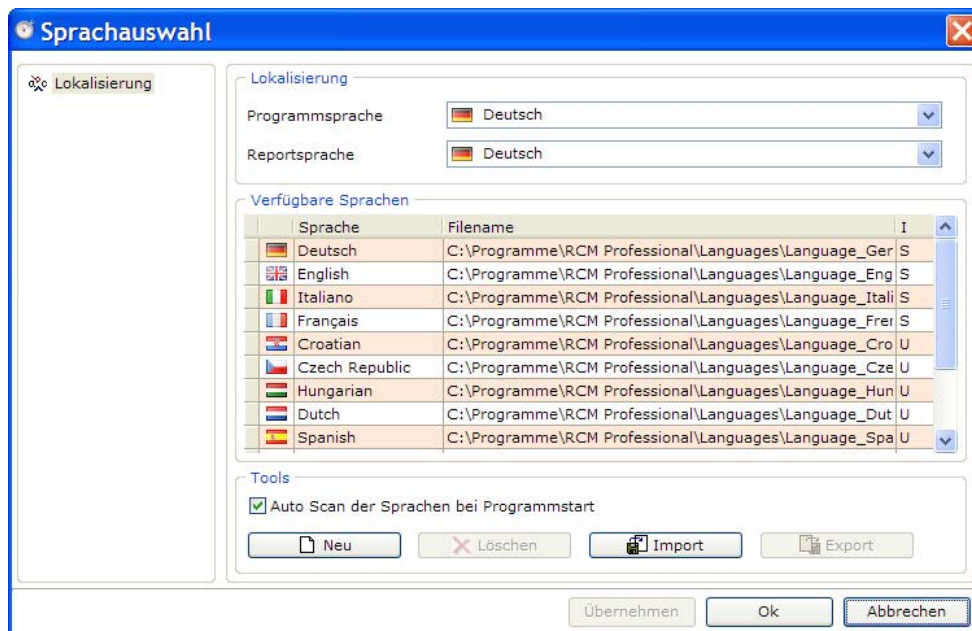 Sprachauswahl
Lokalisierung
Lokalisierung
Programmsprache Deutsch
Reportsprache Deutsch
Verfügbare Sprachen
Sprache Filename I
Deutsch C:\Programme\RCM Professional\Languages\Language_Ger S
English C:\Programme\RCM Professional\Languages\Language_Eng S
Italiano C:\Programme\RCM Professional\Languages\Language_Itali S
Français C:\Programme\RCM Professional\Languages\Language_Fren S
Croatian C:\Programme\RCM Professional\Languages\Language_Cro U
Czech Republic C:\Programme\RCM Professional\Languages\Language_Cze U
Hungarian C:\Programme\RCM Professional\Languages\Language_Hun U
Dutch C:\Programme\RCM Professional\Languages\Language_Dut U
Spanish C:\Programme\RCM Professional\Languages\Language_Spa U
Tools
Auto Scan der Sprachen bei Programmstart
Neu Löschen Import Export
Übernehmen Ok Abbrechen